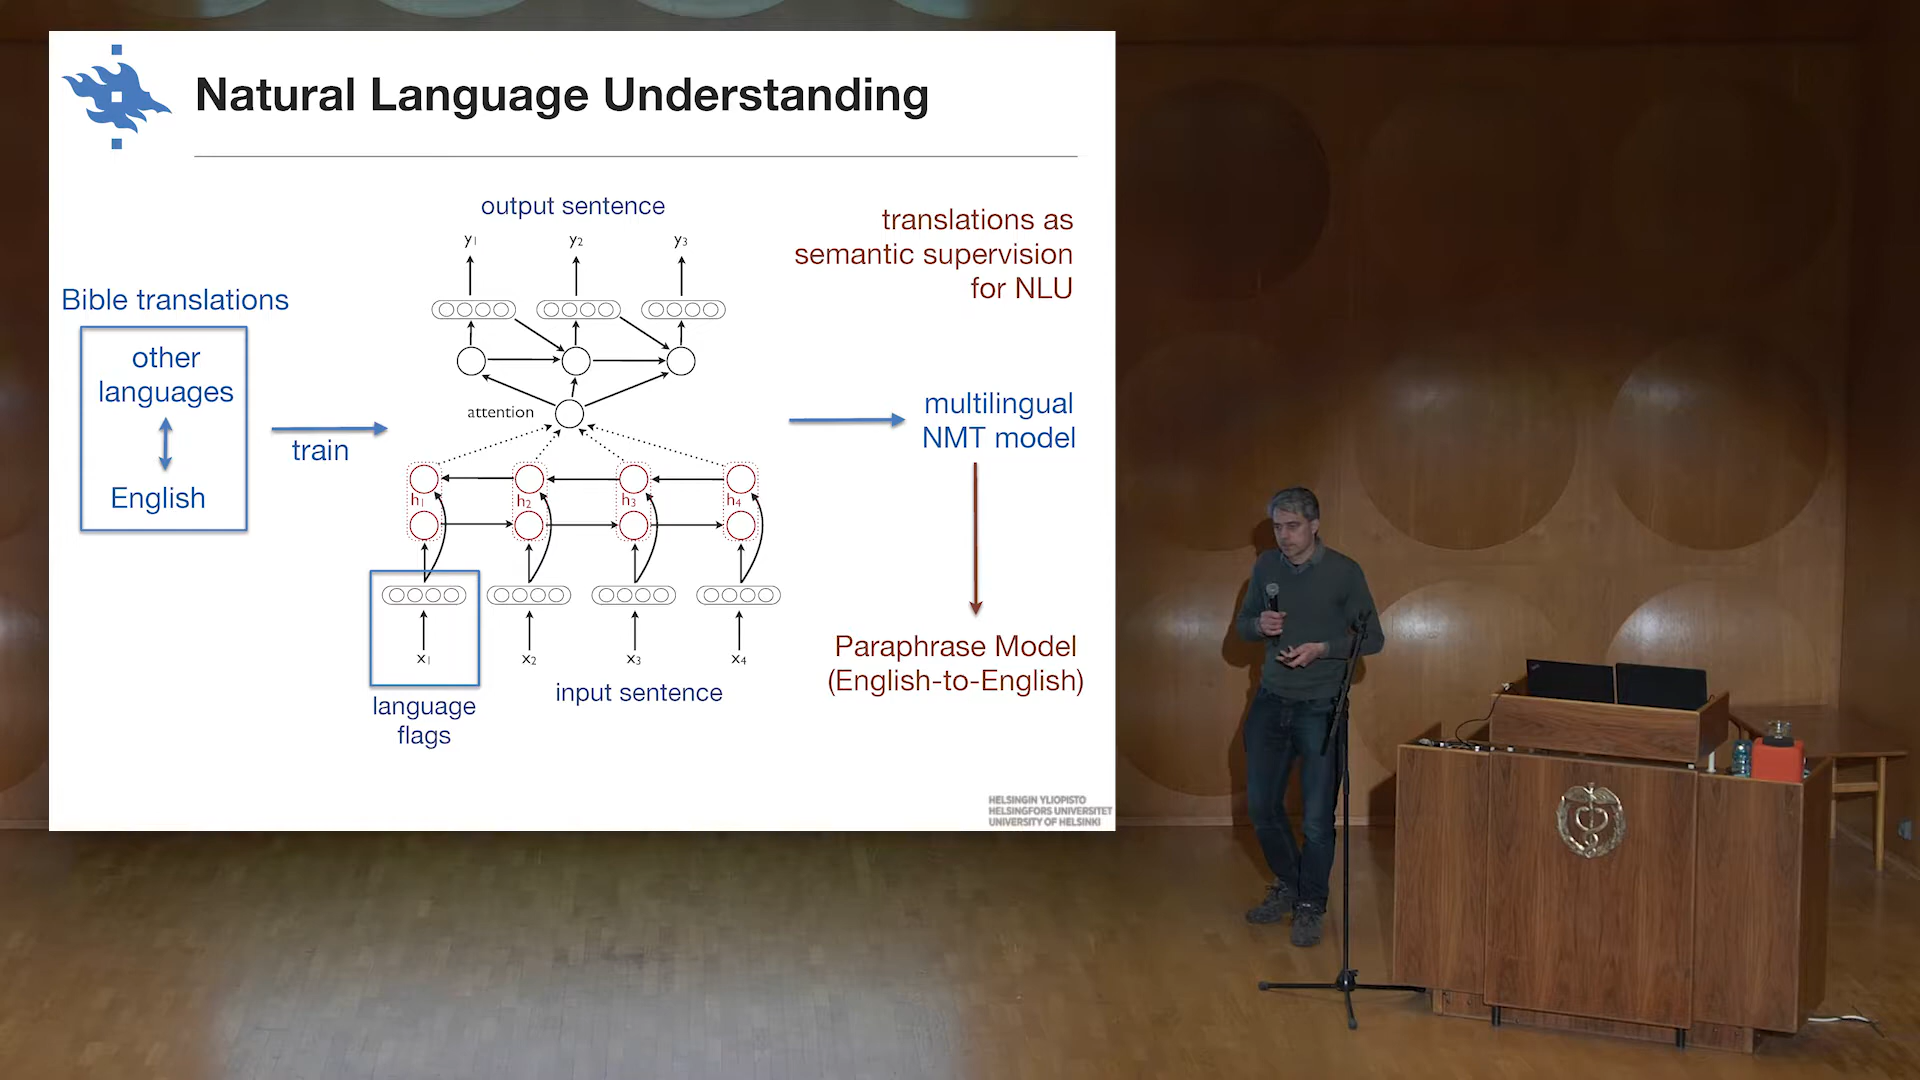 Natural Language Understanding
output sentence
y1 y2 y3
translations as
semantic supervision
for NLU
Bible translations
other
languages
English
train
attention
multilingual
NMT model
h1 h2 h3 h4
x1 x2 x3 x4
language
flags
input sentence
Paraphrase Model
(English-to-English)
HELSINGIN YLIOPISTO
HELSINGFORS UNIVERSITET
UNIVERSITY OF HELSINKI